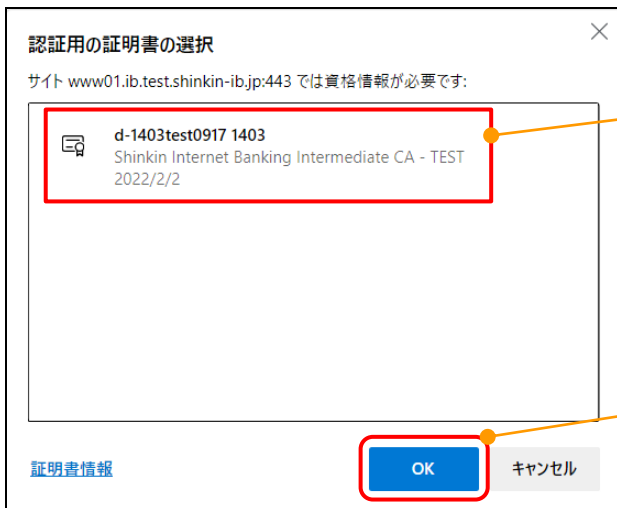 認証用の証明書の選択
サイト www01.ib.test.shinkin-ib.jp:443 では資格情報が必要です:
d-1403test0917 1403
Shinkin Internet Banking Intermediate CA - TEST
2022/2/2
証明書情報
OK
キャンセル